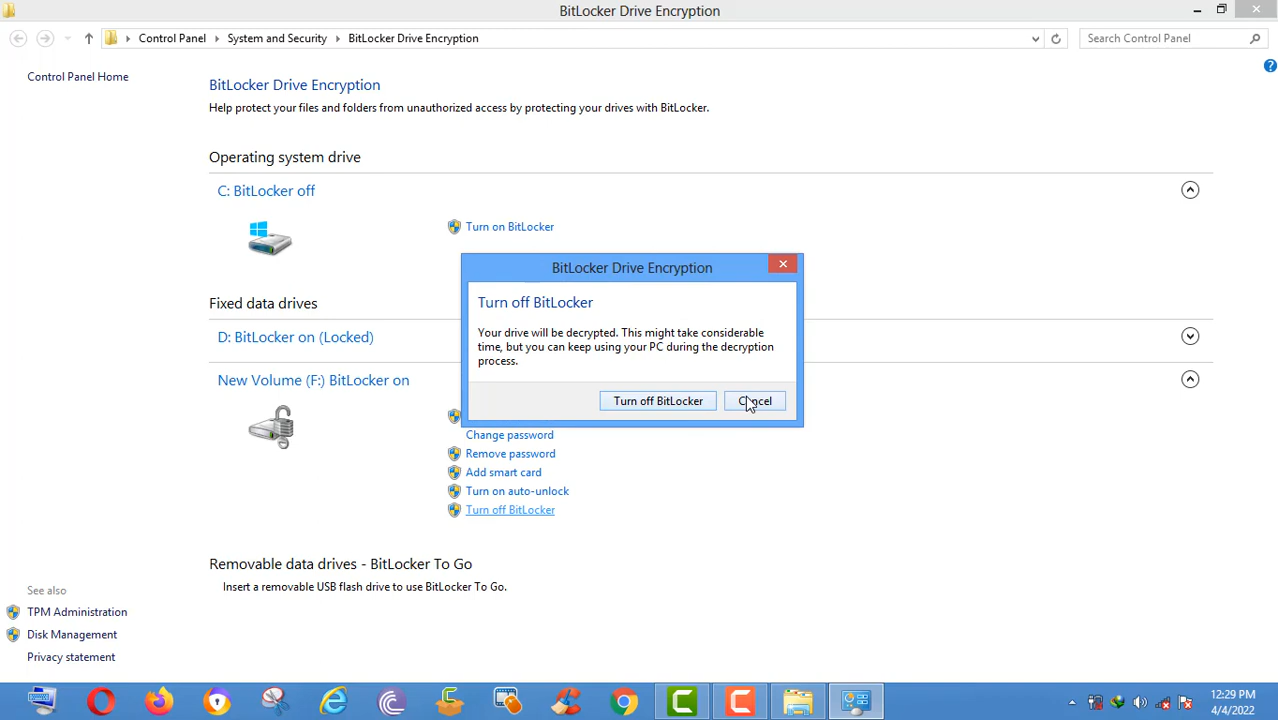 BitLocker Drive Encryption
Control Panel
System and Security
BitLocker Drive Encryption
Search Control Panel
Control Panel Home
BitLocker Drive Encryption
Help protect your files and folders from unauthorized access by protecting your drives with BitLocker.
Operating system drive
C: BitLocker off
Turn on BitLocker
Fixed data drives
D: BitLocker on (Locked)
New Volume (F:) BitLocker on
BitLocker Drive Encryption
Turn off BitLocker
Your drive will be decrypted. This might take considerable
time, but you can keep using your PC during the decryption
process.
Turn off BitLocker
Cancel
Change password
Remove password
Add smart card
Turn on auto-unlock
Turn off BitLocker
Removable data drives - BitLocker To Go
Insert a removable USB flash drive to use BitLocker To Go.
See also
TPM Administration
Disk Management
Privacy statement
12:29 PM
4/4/2022